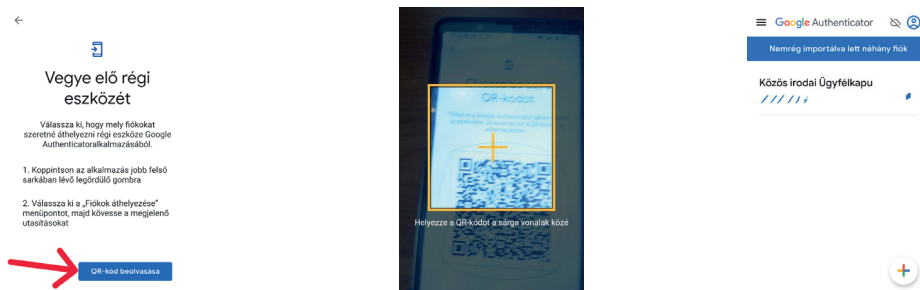 Vegye elő régi
eszközét
Válassza ki, hogy mely fiókokat
szeretné áthelyezni régi eszköze Google
Authenticatoralkalmazásából.
1. Koppintson az alkalmazás jobb felső
sarkában lévő legördülő gombra
2. Válassza ki a „Fiókok áthelyezése”
menüpontot, majd kövesse a megjelenő
utasításokat
QR-kód beolvasása
QR-kódot
Helyezze a QR-kódot a sárga vonalak közé
Google Authenticator
Nemrég importálva lett néhány fiók
Közös irodai Ügyfélkapu